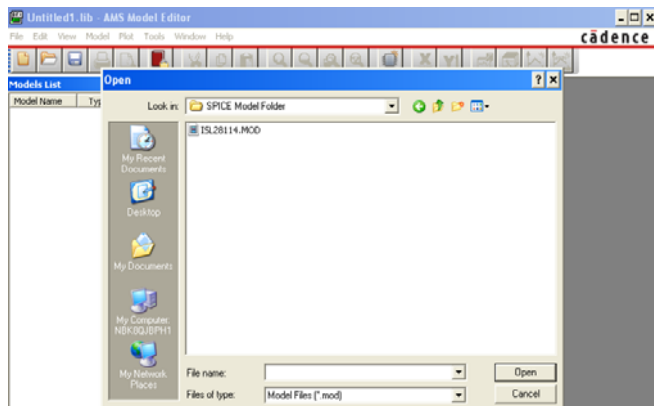 Untitled1.lib - AMS Model Editor
File Edit View Model Plot Tools Window Help
cādence
Models List
Model Name
Open
Look in: SPICE Model Folder
ISL28114.MOD
My Recent
Documents
Desktop
My Documents
My Computer:
NBK8QJBPH1
My Network
Places
File name:
Open
Files of type: Model Files (*.mod)
Cancel